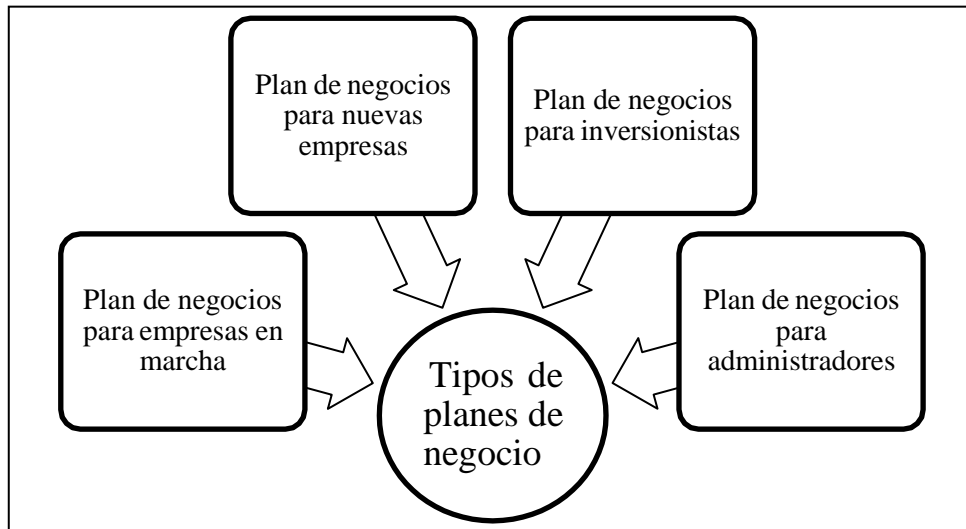 Plan de negocios
para nuevas
empresas
Plan de negocios
para inversionistas
Plan de negocios
para empresas en
marcha
Plan de negocios
para
administradores
Tipos de
planes de
negocio